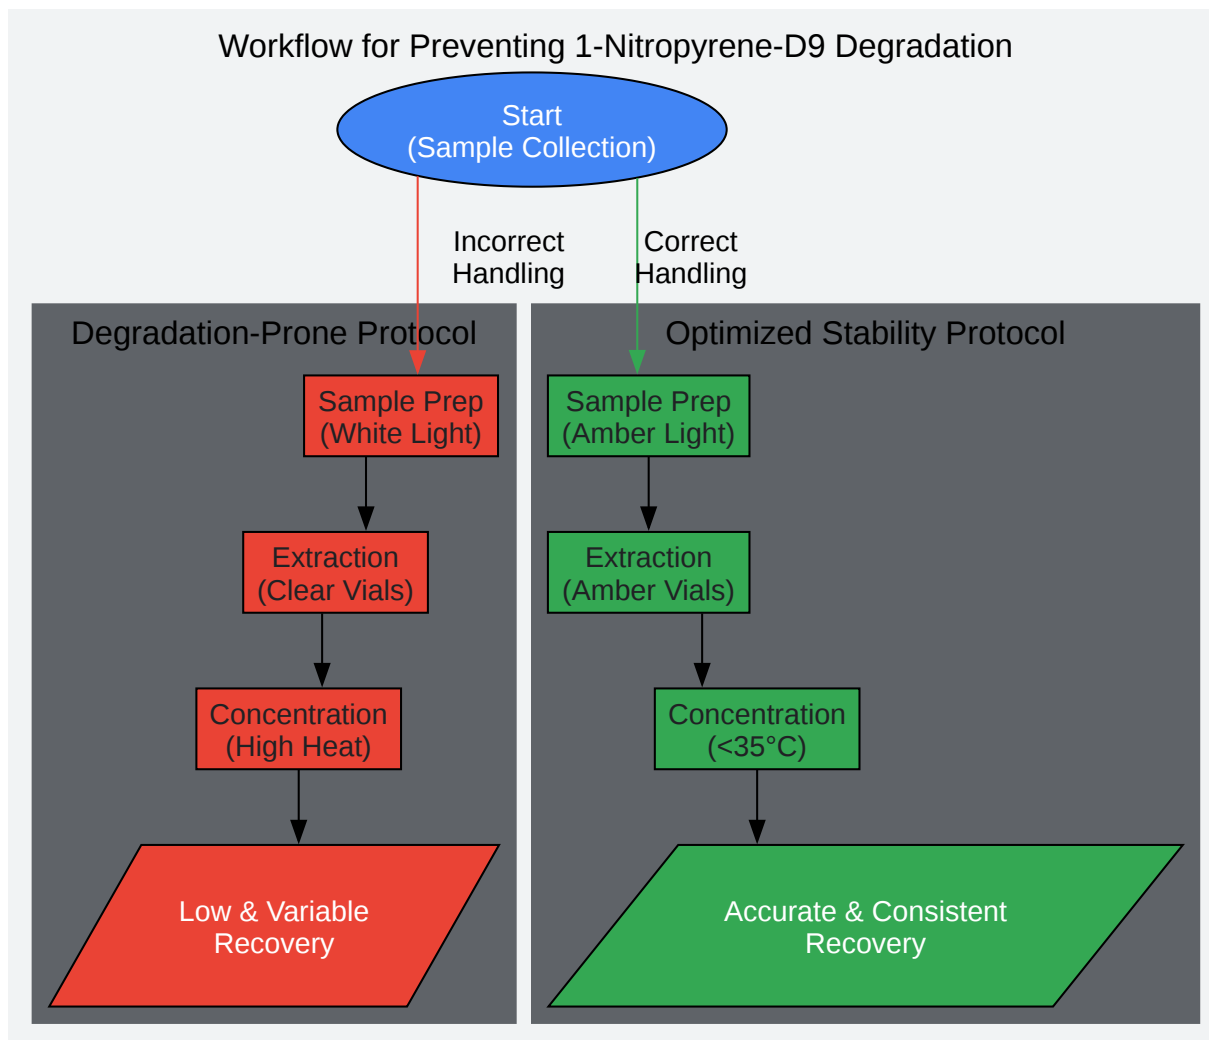 Workflow for Preventing 1-Nitropyrene-D9 Degradation
Start
(Sample Collection)
Incorrect
Handling
Correct
Handling
Degradation-Prone Protocol
Sample Prep
(White Light)
Extraction
(Clear Vials)
Concentration
(High Heat)
Low & Variable
Recovery
Optimized Stability Protocol
Sample Prep
(Amber Light)
Extraction
(Amber Vials)
Concentration
(<35°C)
Accurate & Consistent
Recovery